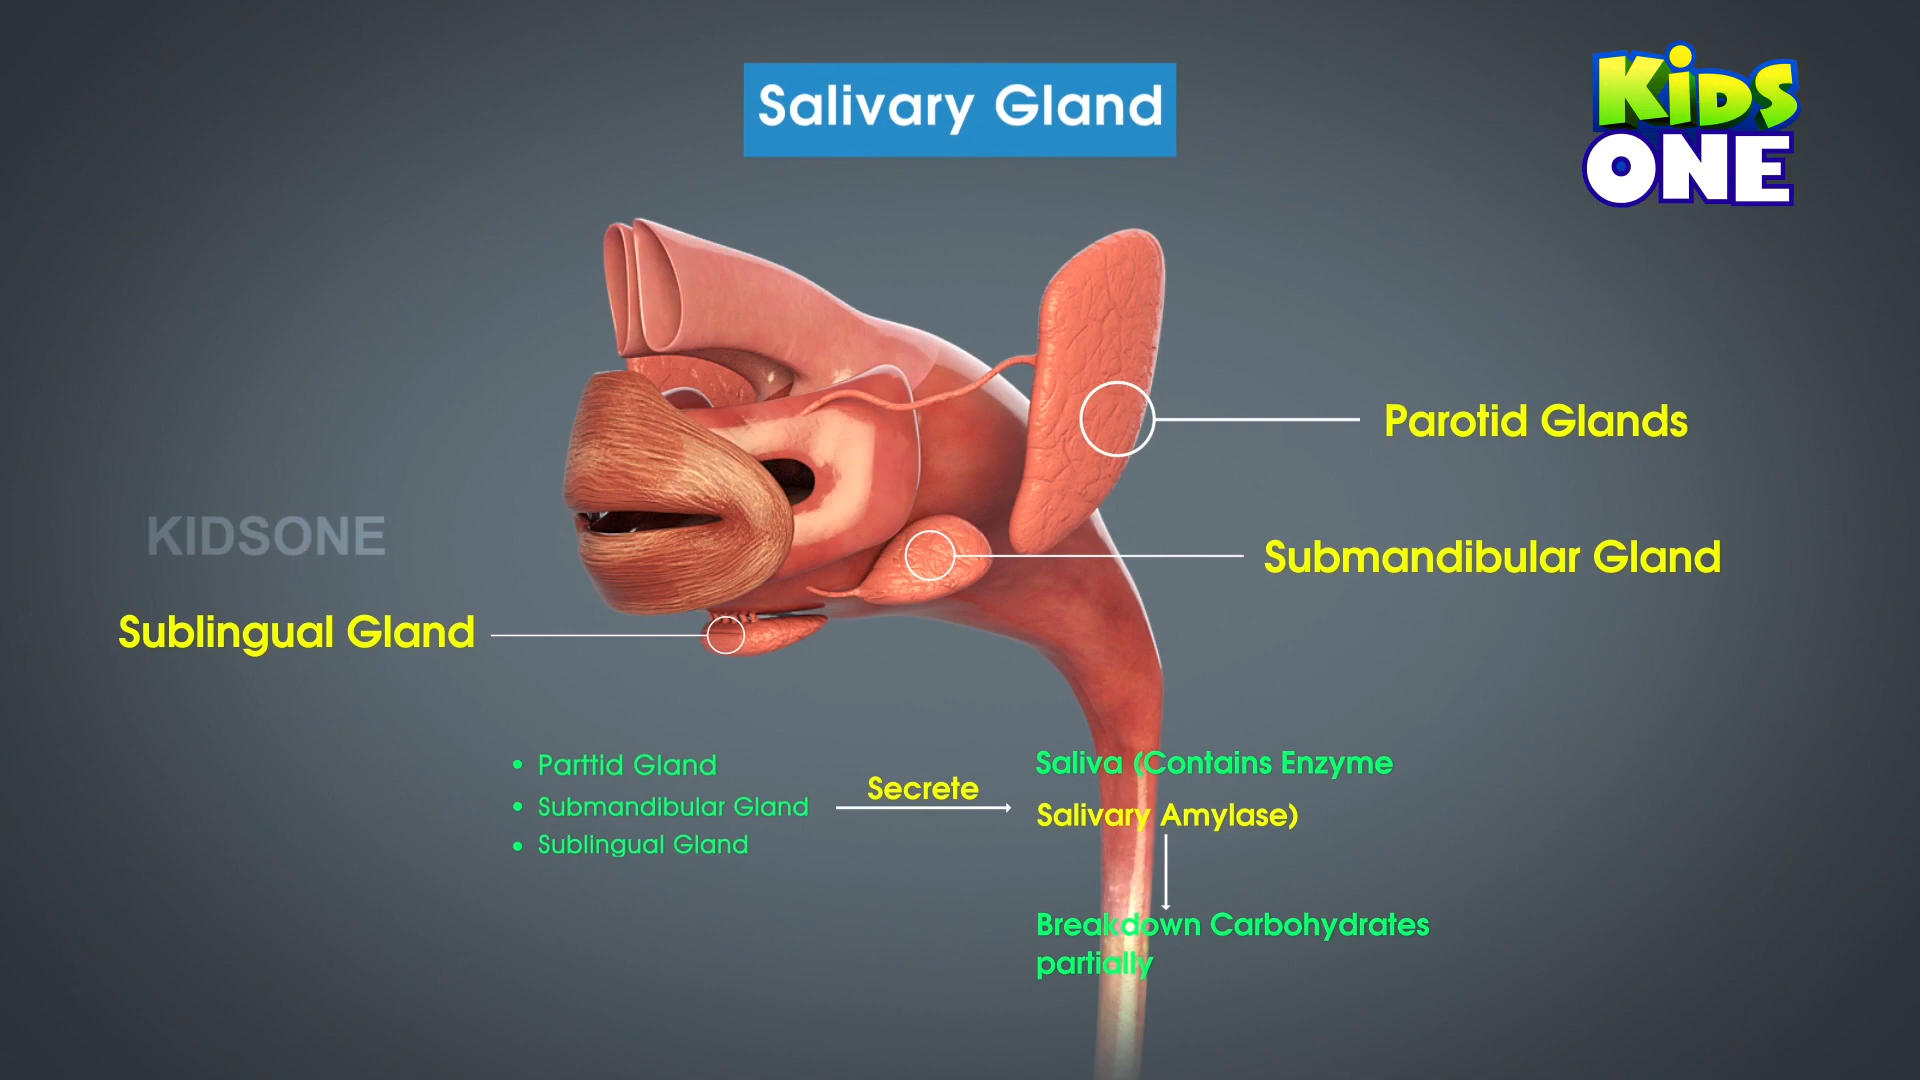 Salivary Gland
KiDS
ONE
Parotid Glands
KIDSONE
Submandibular Gland
Sublingual Gland
• Parttid Gland
• Submandibular Gland
• Sublingual Gland
Secrete
Saliva (Contains Enzyme
Salivary Amylase)
Breakdown Carbohydrates
partially